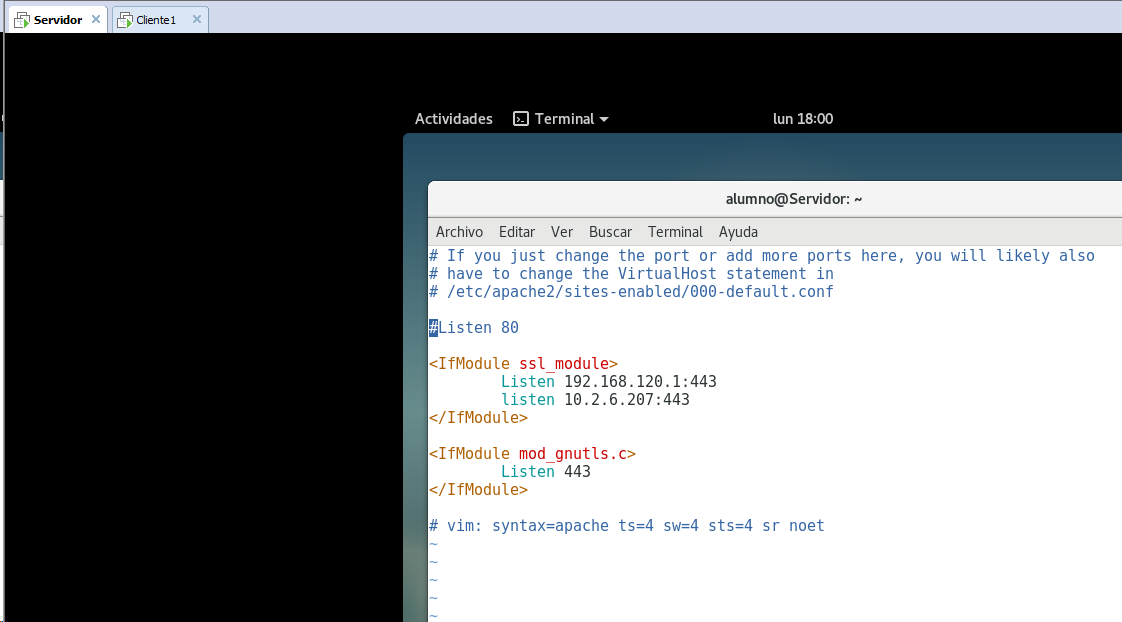 Servidor
Cliente1
Actividades Terminal lun 18:00
alumno@Servidor: ~
Archivo Editar Ver Buscar Terminal Ayuda
# If you just change the port or add more ports here, you will likely also
# have to change the VirtualHost statement in
# /etc/apache2/sites-enabled/000-default.conf
#Listen 80
<IfModule ssl_module>
Listen 192.168.120.1:443
listen 10.2.6.207:443
</IfModule>
<IfModule mod_gnutls.c>
Listen 443
</IfModule>
# vim: syntax=apache ts=4 sw=4 sts=4 sr noet
~
~
~
~
~